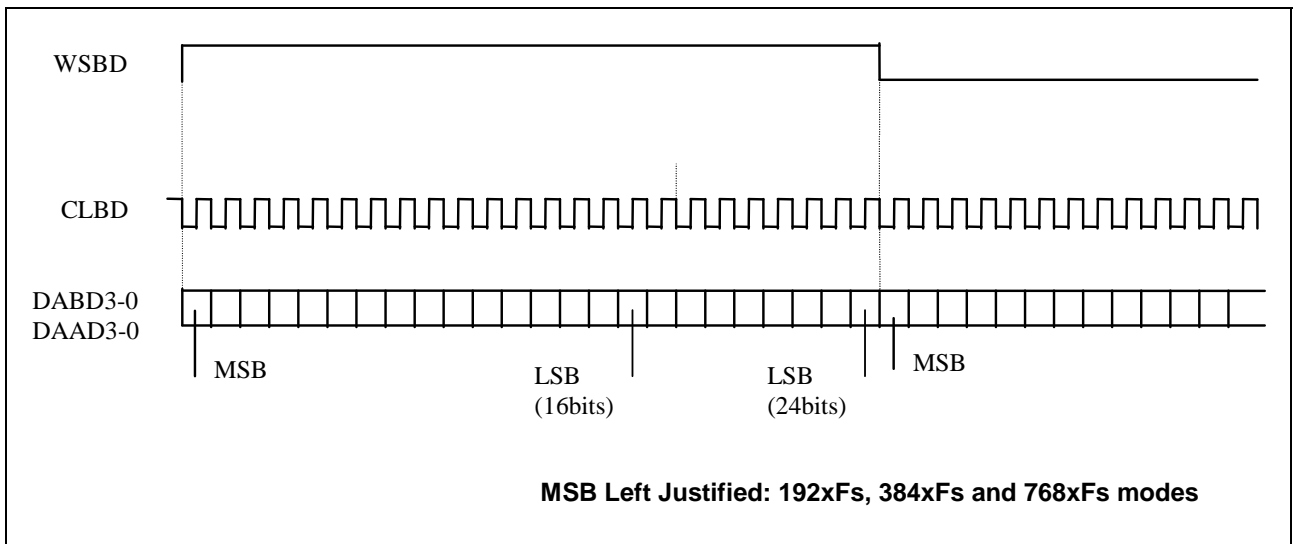 WSBD
CLBD
DABD3-0
DAAD3-0
MSB
LSB
(16bits)
LSB
(24bits)
MSB
MSB Left Justified: 192xFs, 384xFs and 768xFs modes